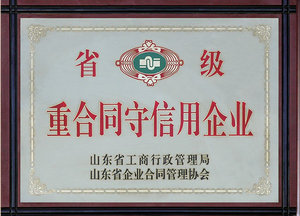 省级
重合同守信用企业
山东省工商行政管理局
山东省企业合同管理协会